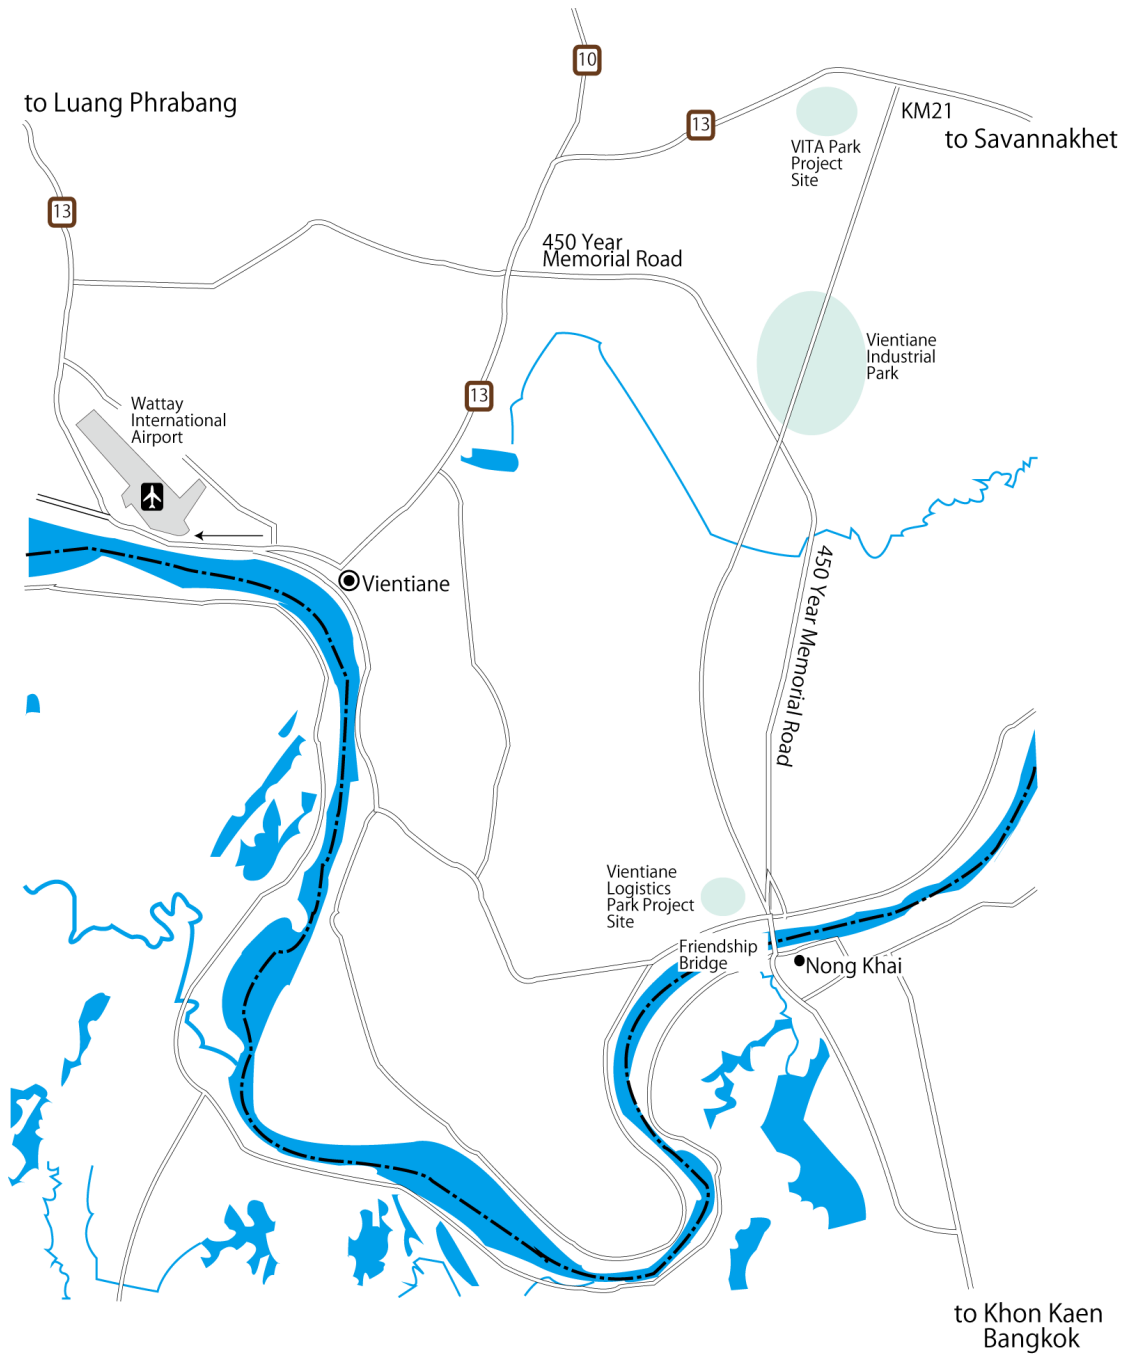 10
to Luang Phrabang
13
KM21
to Savannakhet
VITA Park
Project
Site
13
450 Year
Memorial Road
Vientiane
Industrial
Park
13
Wattay
International
Airport
Vientiane
450 Year Memorial Road
Vientiane
Logistics
Park Project
Site
Friendship
Bridge
Nong Khai
to Khon Kaen
Bangkok